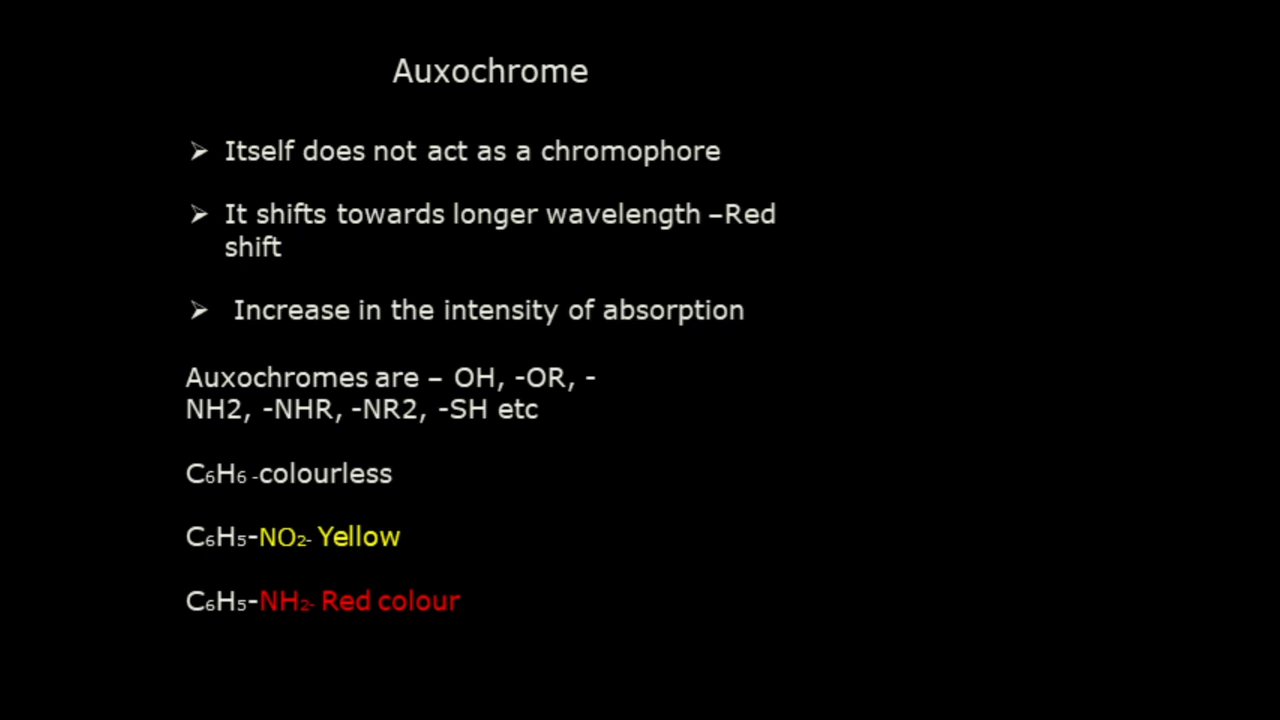 Auxochrome
➢ Itself does not act as a chromophore
➢ It shifts towards longer wavelength –Red
shift
➢ Increase in the intensity of absorption
Auxochromes are – OH, -OR, -
NH2, -NHR, -NR2, -SH etc
C₆H₆ -colourless
C₆H₅-NO₂- Yellow
C₆H₅-NH₂- Red colour